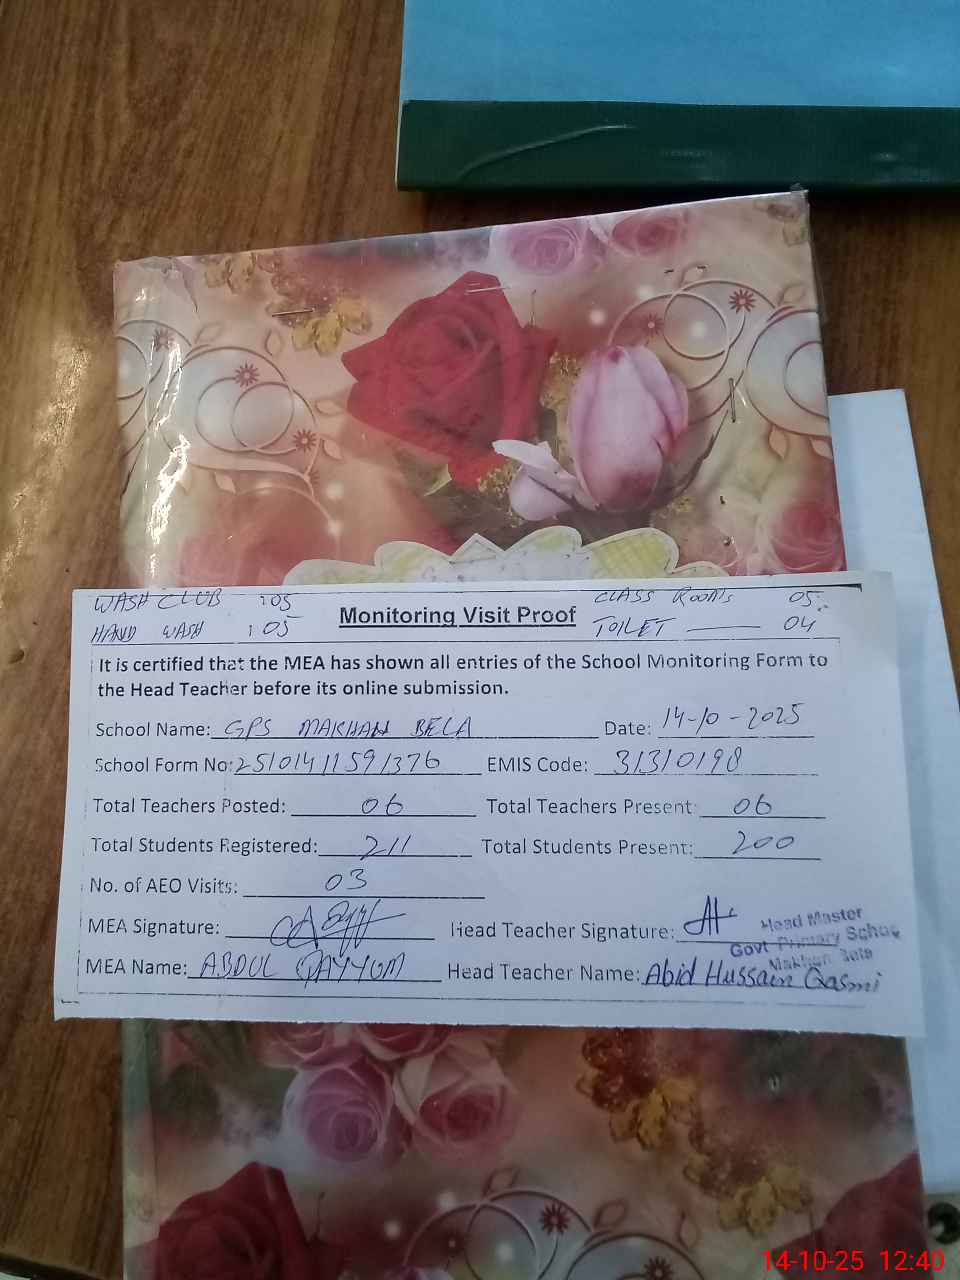 WASH CLUB :05
CLASS ROOMS 05
Monitoring Visit Proof
HAND WASH : 05
TOILET — 04
It is certified that the MEA has shown all entries of the School Monitoring Form to
the Head Teacher before its online submission.
School Name: GPS MAKHAN BELA Date: 14-10-2025
School Form No: 25101411591376 EMIS Code: 31310198
Total Teachers Posted: 06 Total Teachers Present: 06
Total Students Registered: 211 Total Students Present: 200
No. of AEO Visits: 03
MEA Signature: Head Teacher Signature:
Head Master
Govt Primary School
Makhan Bela
MEA Name: ABDUL QAYYUM Head Teacher Name: Abid Hussain Qasmi
14-10-25 12:40